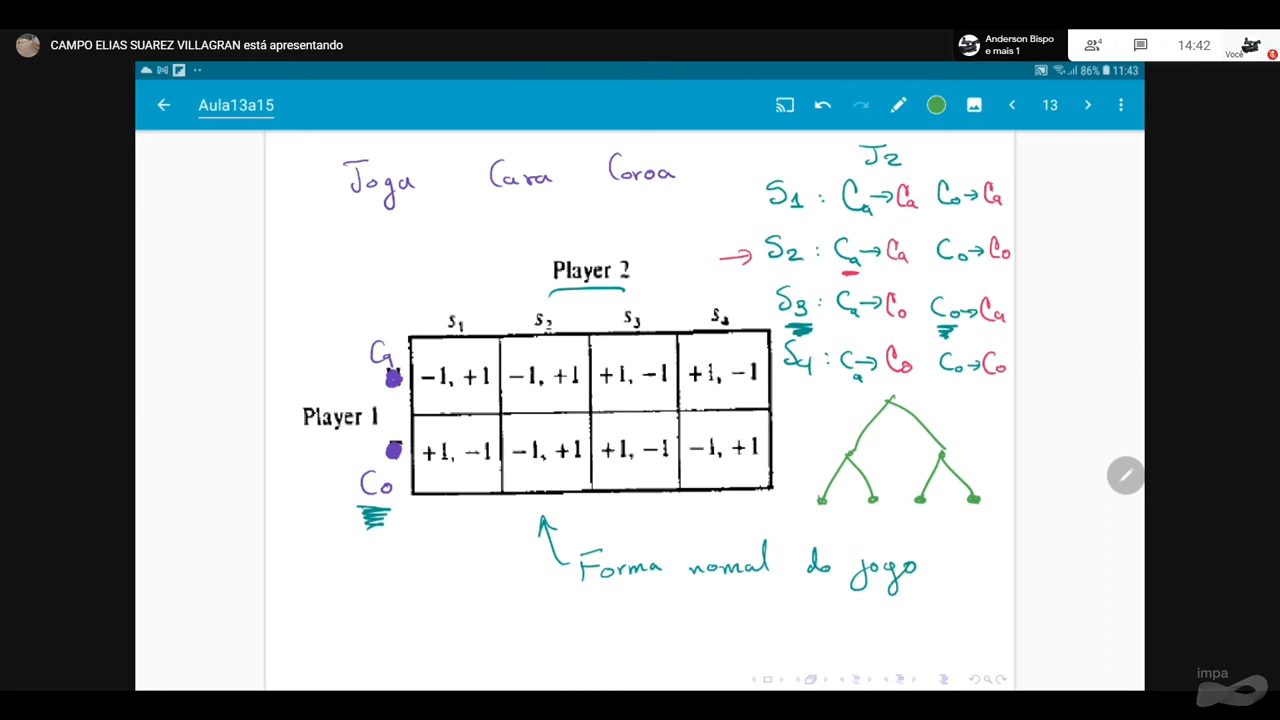 CAMPO ELIAS SUAREZ VILLAGRAN está apresentando
Anderson Bispo
e mais 1
4
14:42
Você
86% 11:43
Aula13a15
13
Joga Cara Coroa
J2
S1 : Ca→Ca Co→Ca
→ S2 : Ca→Ca Co→Co
S3 : Ca→Co Co→Ca
S4 : Ca→Co Co→Co
Player 2
s1 s2 s3 s4
Ca
-1, +1 -1, +1 +1, -1 +1, -1
Player 1
+1, -1 -1, +1 +1, -1 -1, +1
Co
Forma normal do jogo
impa